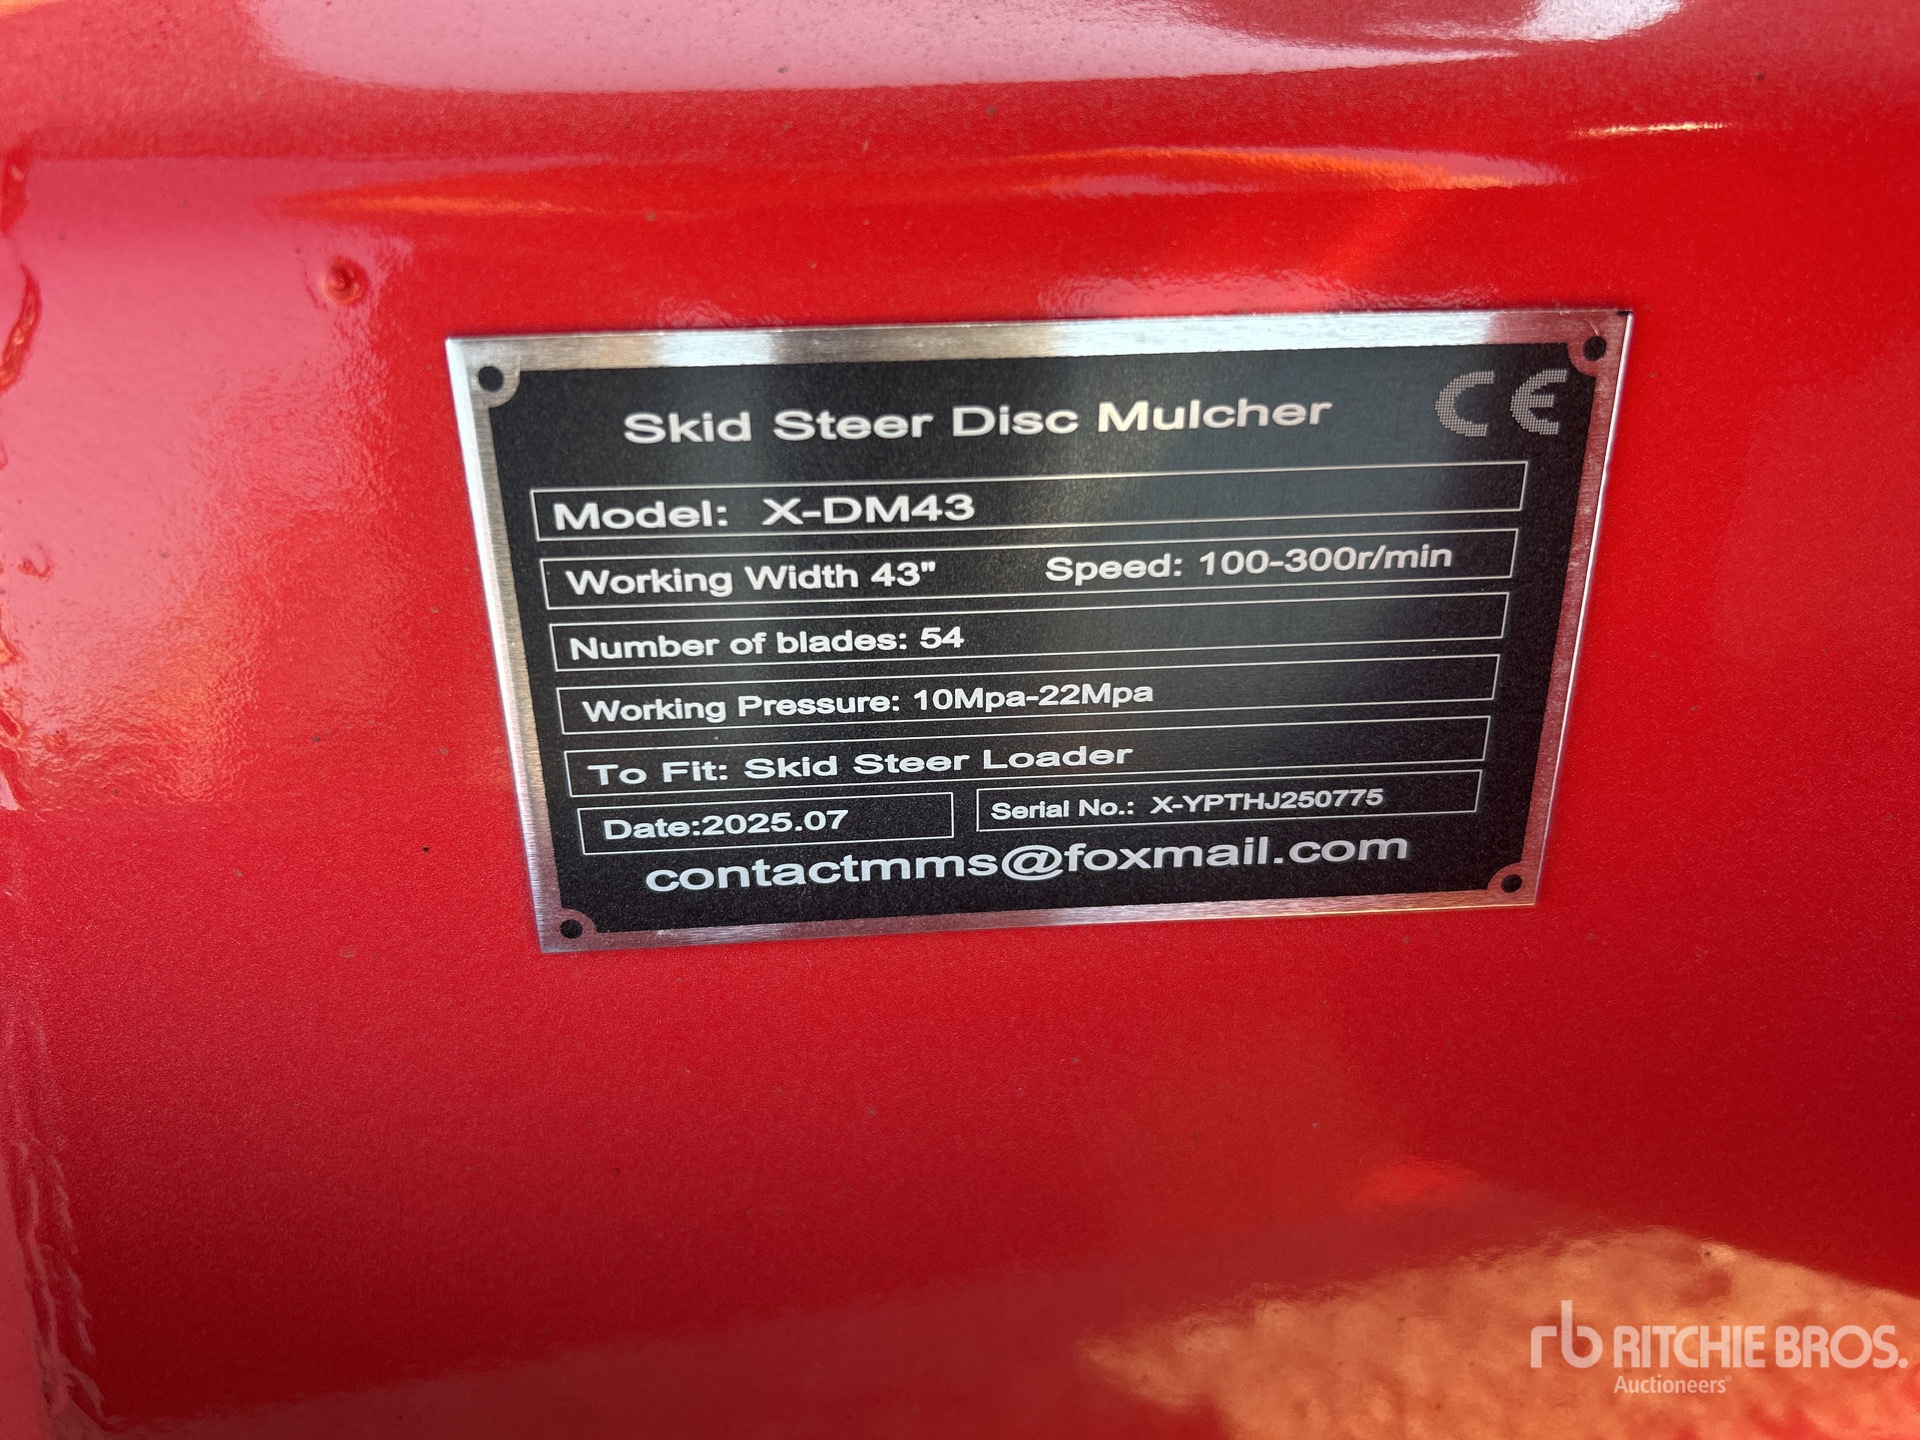 Skid Steer Disc Mulcher CE
Model: X-DM43
Working Width 43" Speed: 100-300r/min
Number of blades: 54
Working Pressure: 10Mpa-22Mpa
To Fit: Skid Steer Loader
Date:2025.07 Serial No.: X-YPTHJ250775
contactmms@foxmail.com
rb RITCHIE BROS.
Auctioneers